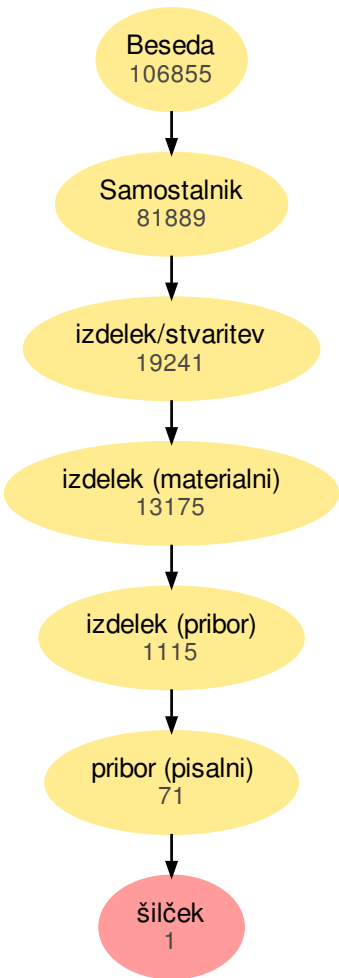 Beseda
106855
Samostalnik
81889
izdelek/stvaritev
19241
izdelek (materialni)
13175
izdelek (pribor)
1115
pribor (pisalni)
71
šilček
1